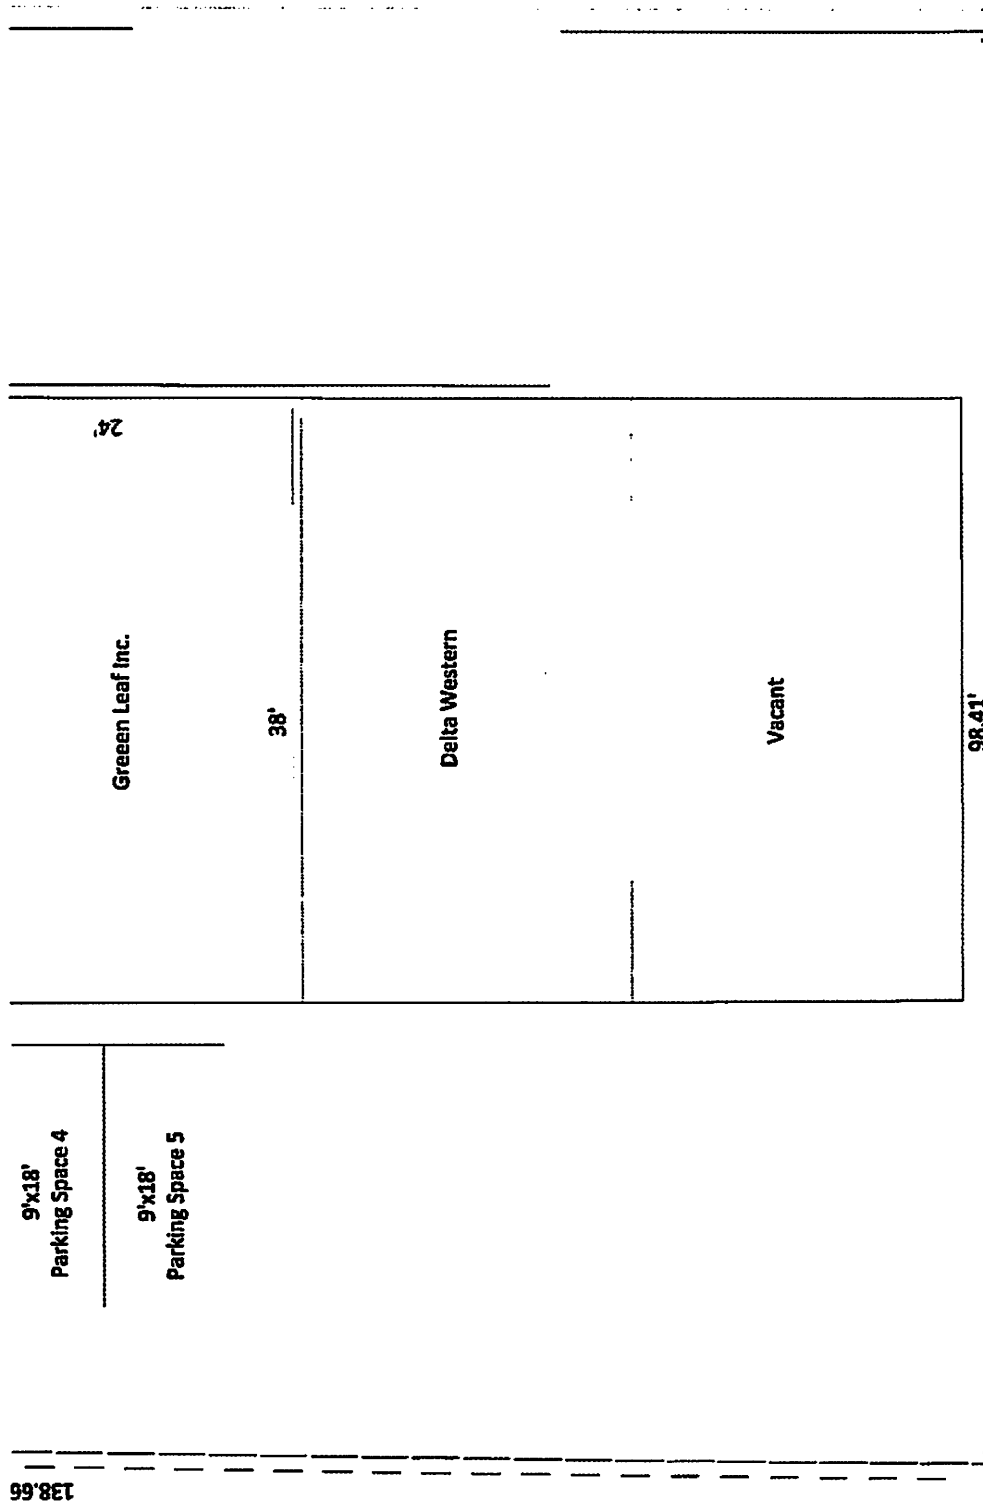 24'
Greeen Leaf Inc.
38'
Delta Western
Vacant
98.41'
9'x18'
Parking Space 4
9'x18'
Parking Space 5
138.66